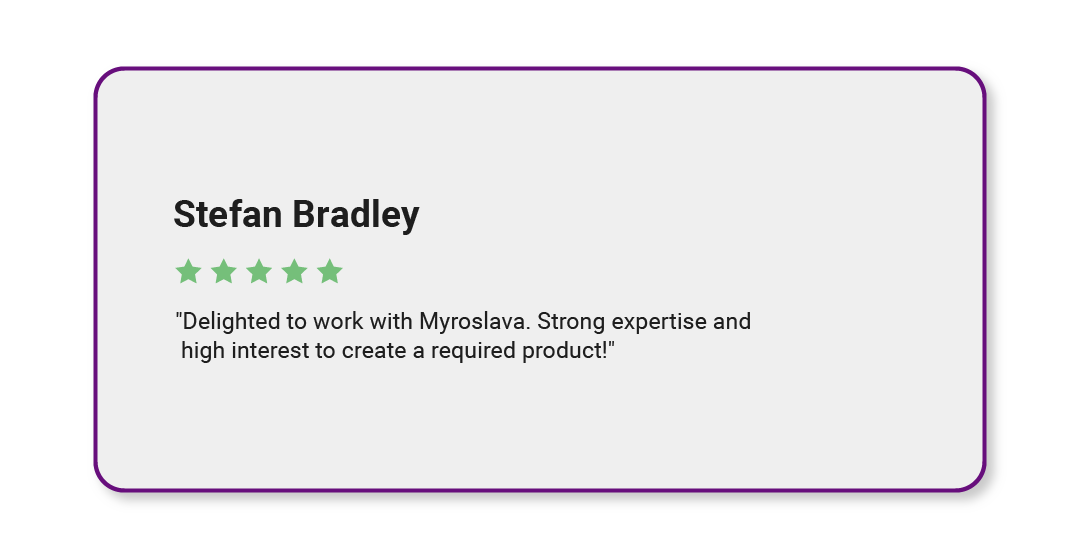 Stefan Bradley
"Delighted to work with Myroslava. Strong expertise and
high interest to create a required product!"